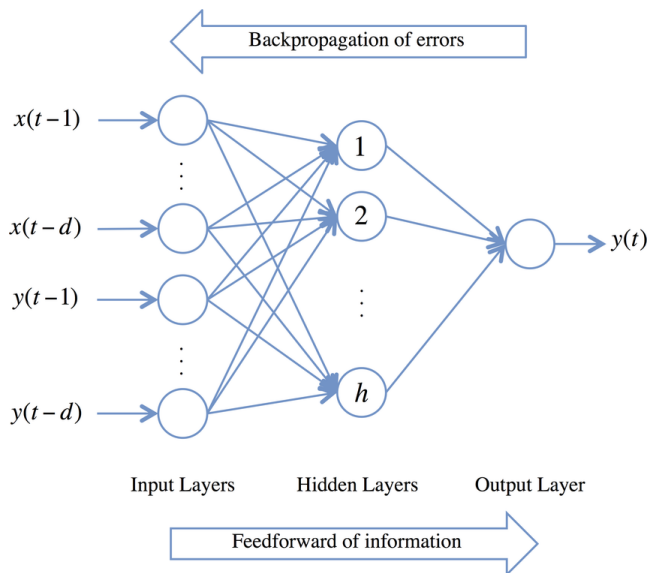 Backpropagation of errors
x(t−1)
⋮
x(t−d)
y(t−1)
⋮
y(t−d)
1
2
⋮
h
y(t)
Input Layers
Hidden Layers
Output Layer
Feedforward of information